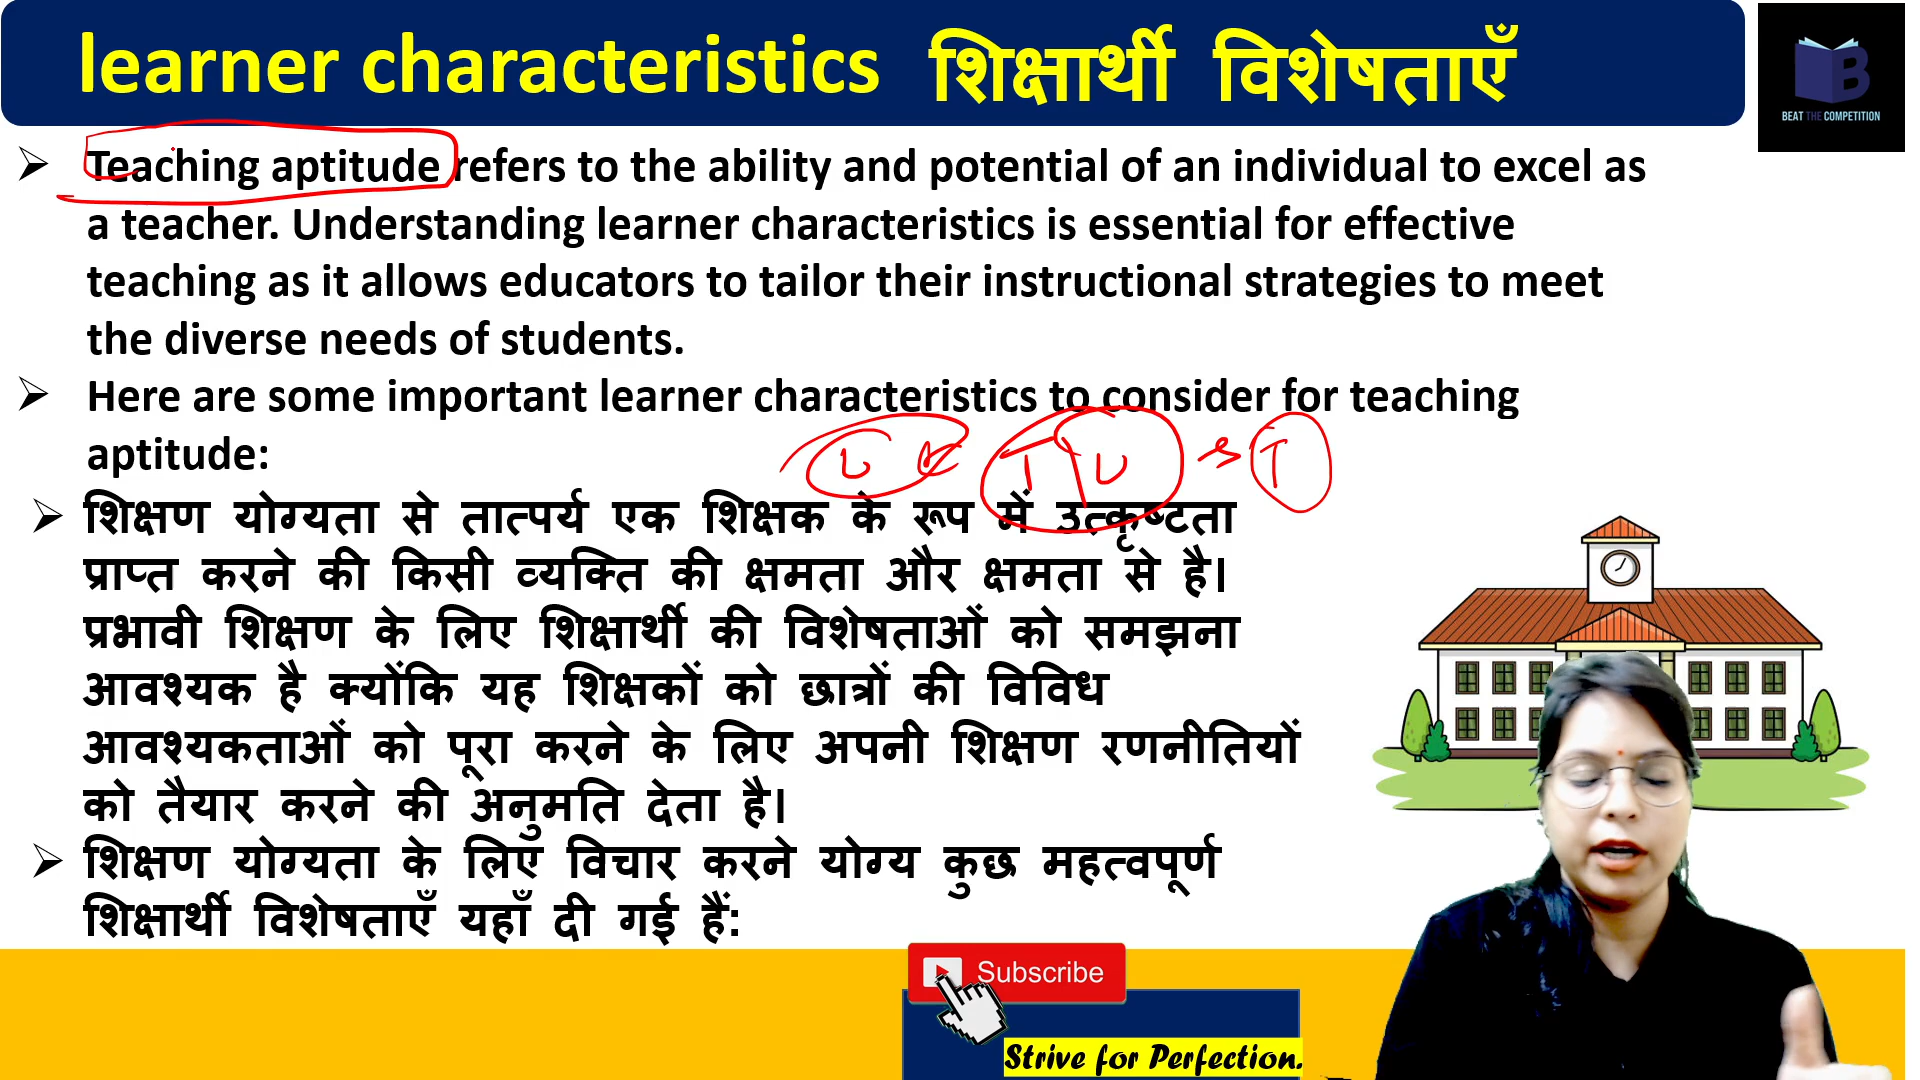 learner characteristics शिक्षार्थी विशेषताएँ
BEAT THE COMPETITION
Teaching aptitude refers to the ability and potential of an individual to excel as
a teacher. Understanding learner characteristics is essential for effective
teaching as it allows educators to tailor their instructional strategies to meet
the diverse needs of students.
Here are some important learner characteristics to consider for teaching
aptitude:
शिक्षण योग्यता से तात्पर्य एक शिक्षक के रूप में उत्कृष्टता
प्राप्त करने की किसी व्यक्ति की क्षमता और क्षमता से है।
प्रभावी शिक्षण के लिए शिक्षार्थी की विशेषताओं को समझना
आवश्यक है क्योंकि यह शिक्षकों को छात्रों की विविध
आवश्यकताओं को पूरा करने के लिए अपनी शिक्षण रणनीतियों
को तैयार करने की अनुमति देता है।
शिक्षण योग्यता के लिए विचार करने योग्य कुछ महत्वपूर्ण
शिक्षार्थी विशेषताएँ यहाँ दी गई हैं:
Subscribe
Strive for Perfection.